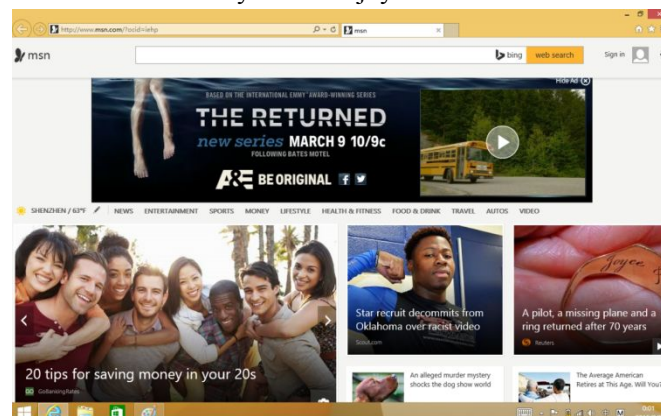 http://www.msn.com/?ocid=iehp
msn
msn
bing
web search
Sign in
Hide Ad
BASED ON THE INTERNATIONAL EMMY AWARD-WINNING SERIES
THE RETURNED
new series MARCH 9 10/9c
FOLLOWING BATES MOTEL
A&E BE ORIGINAL
SHENZHEN / 63°F
NEWS ENTERTAINMENT SPORTS MONEY LIFESTYLE HEALTH & FITNESS FOOD & DRINK TRAVEL AUTOS VIDEO
Joyce
20 tips for saving money in your 20s
GO GoBankingRates
Star recruit decommits from
Oklahoma over racist video
Scout.com
A pilot, a missing plane and a
ring returned after 70 years
Reuters
An alleged murder mystery
shocks the dog show world
The Average American
Retires at This Age. Will You?